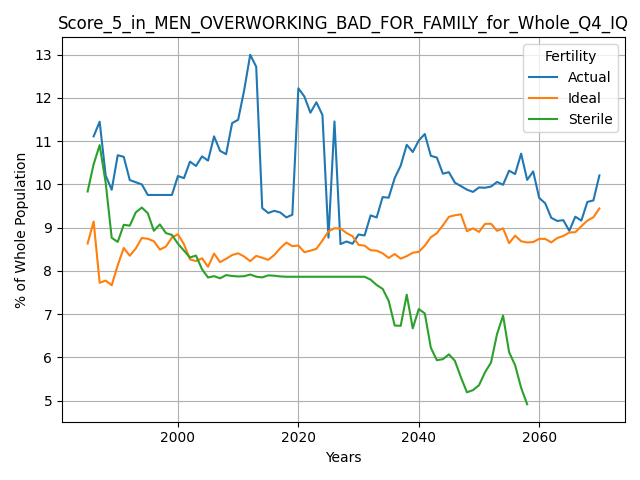 Score_5_in_MEN_OVERWORKING_BAD_FOR_FAMILY_for_Whole_Q4_IQ
Fertility
Actual
Ideal
Sterile
% of Whole Population
13
12
11
10
9
8
7
6
5
2000 2020 2040 2060
Years